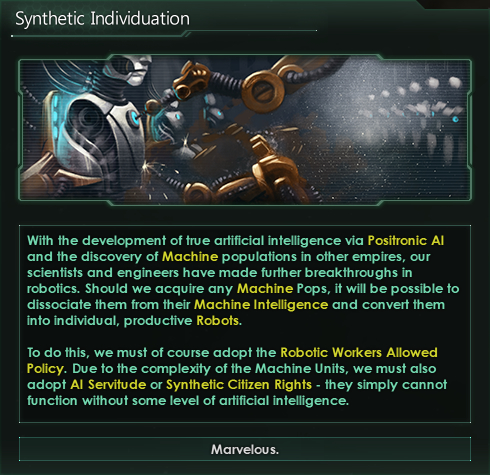 Synthetic Individuation
With the development of true artificial intelligence via Positronic AI
and the discovery of Machine populations in other empires, our
scientists and engineers have made further breakthroughs in
robotics. Should we acquire any Machine Pops, it will be possible to
dissociate them from their Machine Intelligence and convert them
into individual, productive Robots.
To do this, we must of course adopt the Robotic Workers Allowed
Policy. Due to the complexity of the Machine Units, we must also
adopt AI Servitude or Synthetic Citizen Rights - they simply cannot
function without some level of artificial intelligence.
Marvelous.